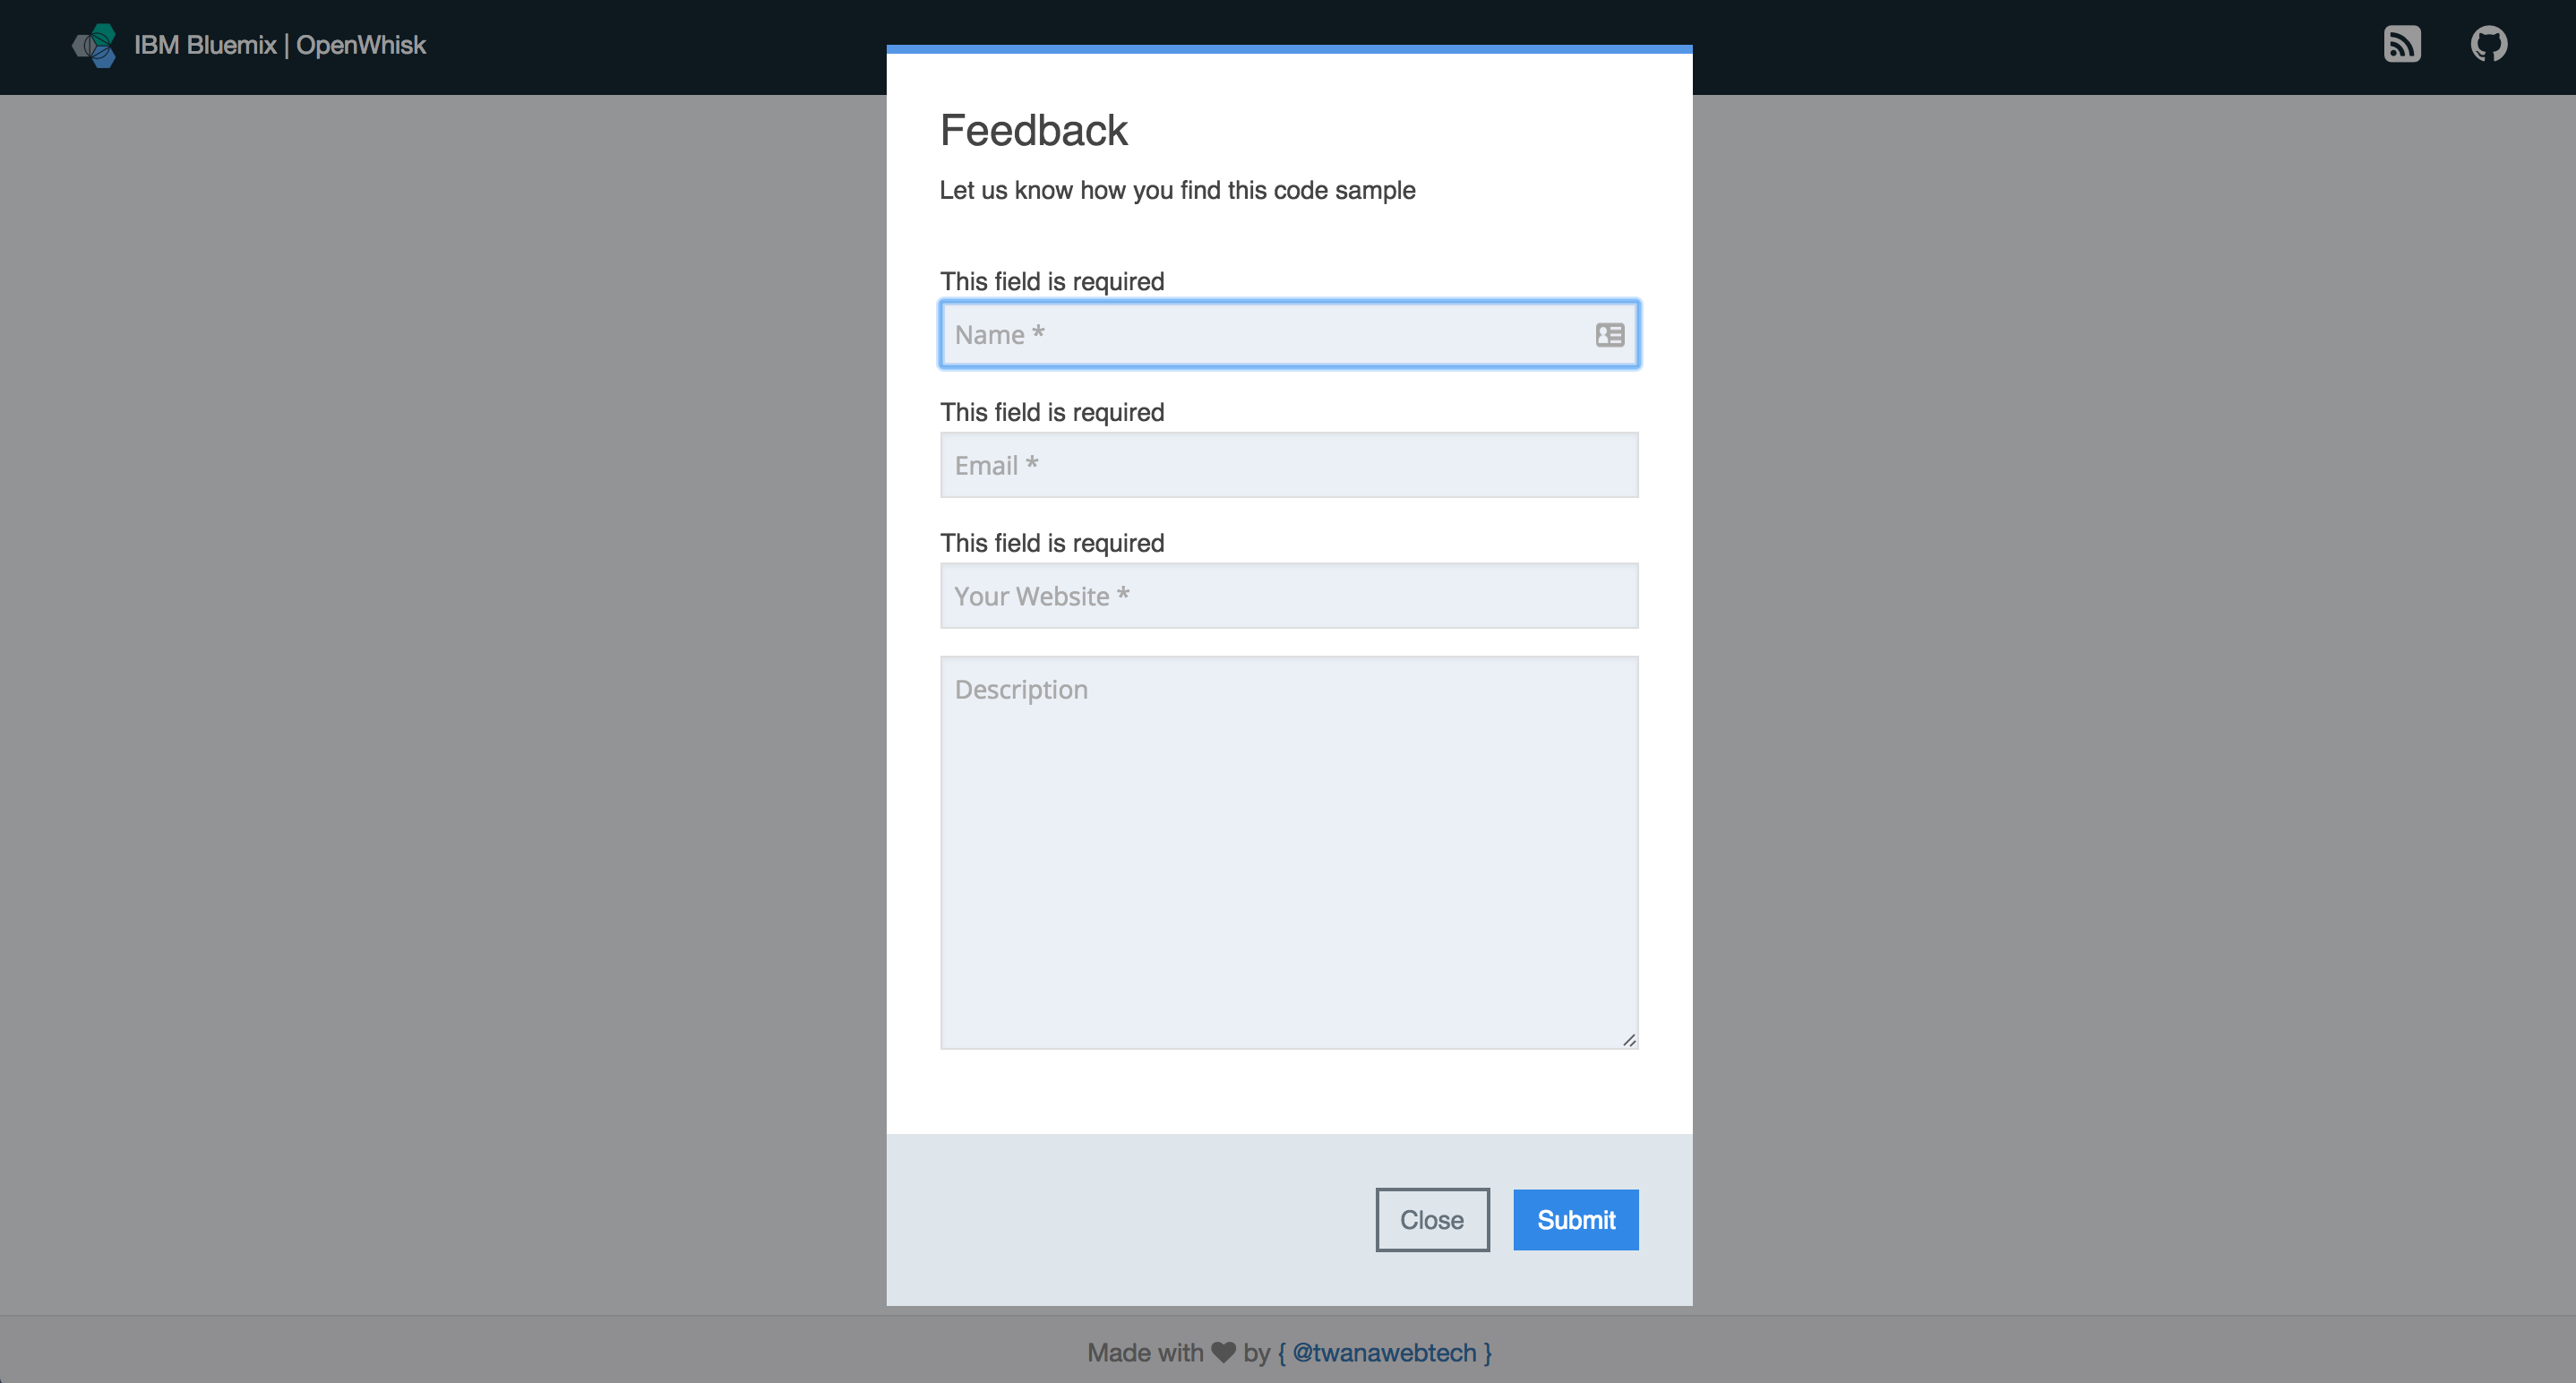 IBM Bluemix | OpenWhisk
Feedback
Let us know how you find this code sample
This field is required
Name *
This field is required
Email *
This field is required
Your Website *
Description
Close
Submit
Made with ♥ by { @twanawebtech }